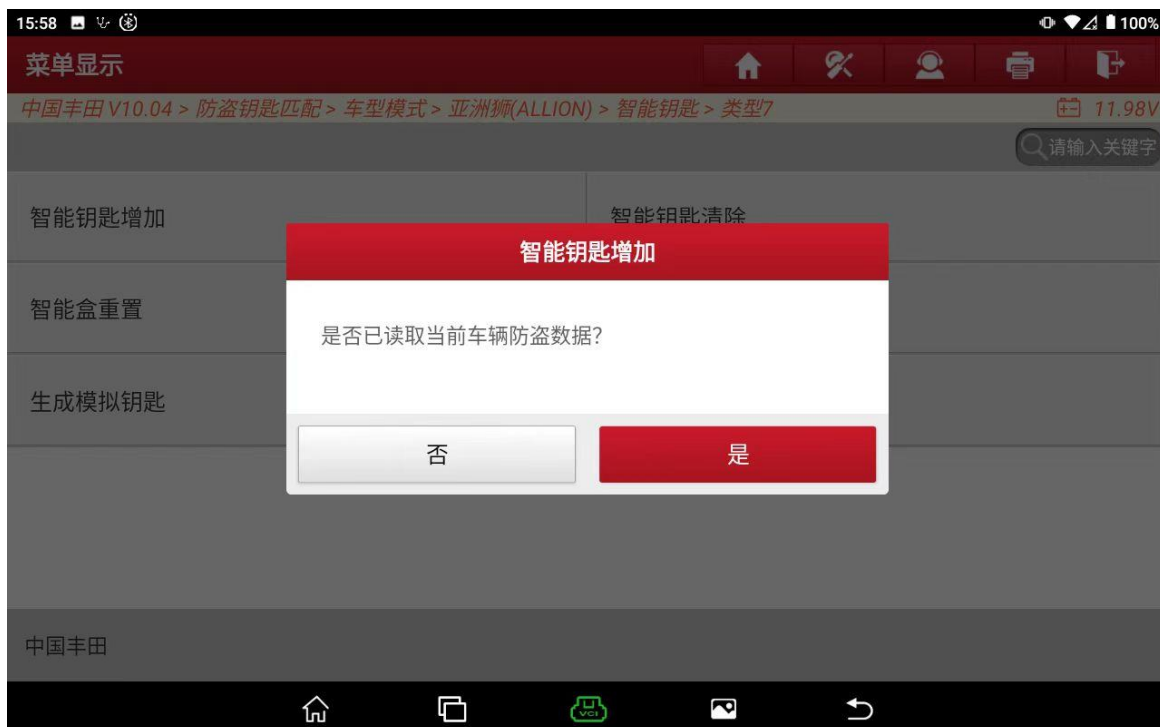 15:58
100%
菜单显示
中国丰田 V10.04 > 防盗钥匙匹配 > 车型模式 > 亚洲狮(ALLION) > 智能钥匙 > 类型7
11.98V
请输入关键字
智能钥匙增加
智能钥匙清除
智能钥匙增加
智能盒重置
是否已读取当前车辆防盗数据?
生成模拟钥匙
否
是
中国丰田
VCI